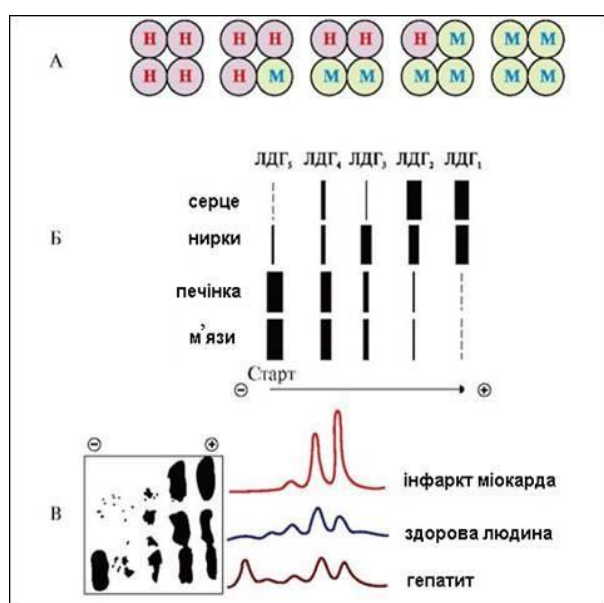 А
Н Н Н Н Н Н Н М М М
Н Н Н М М М М М М М
Б
ЛДГ₅ ЛДГ₄ ЛДГ₃ ЛДГ₂ ЛДГ₁
серце
нирки
печінка
м'язи
Старт
⊖ ⊕
В
⊖ ⊕
інфаркт міокарда
здорова людина
гепатит